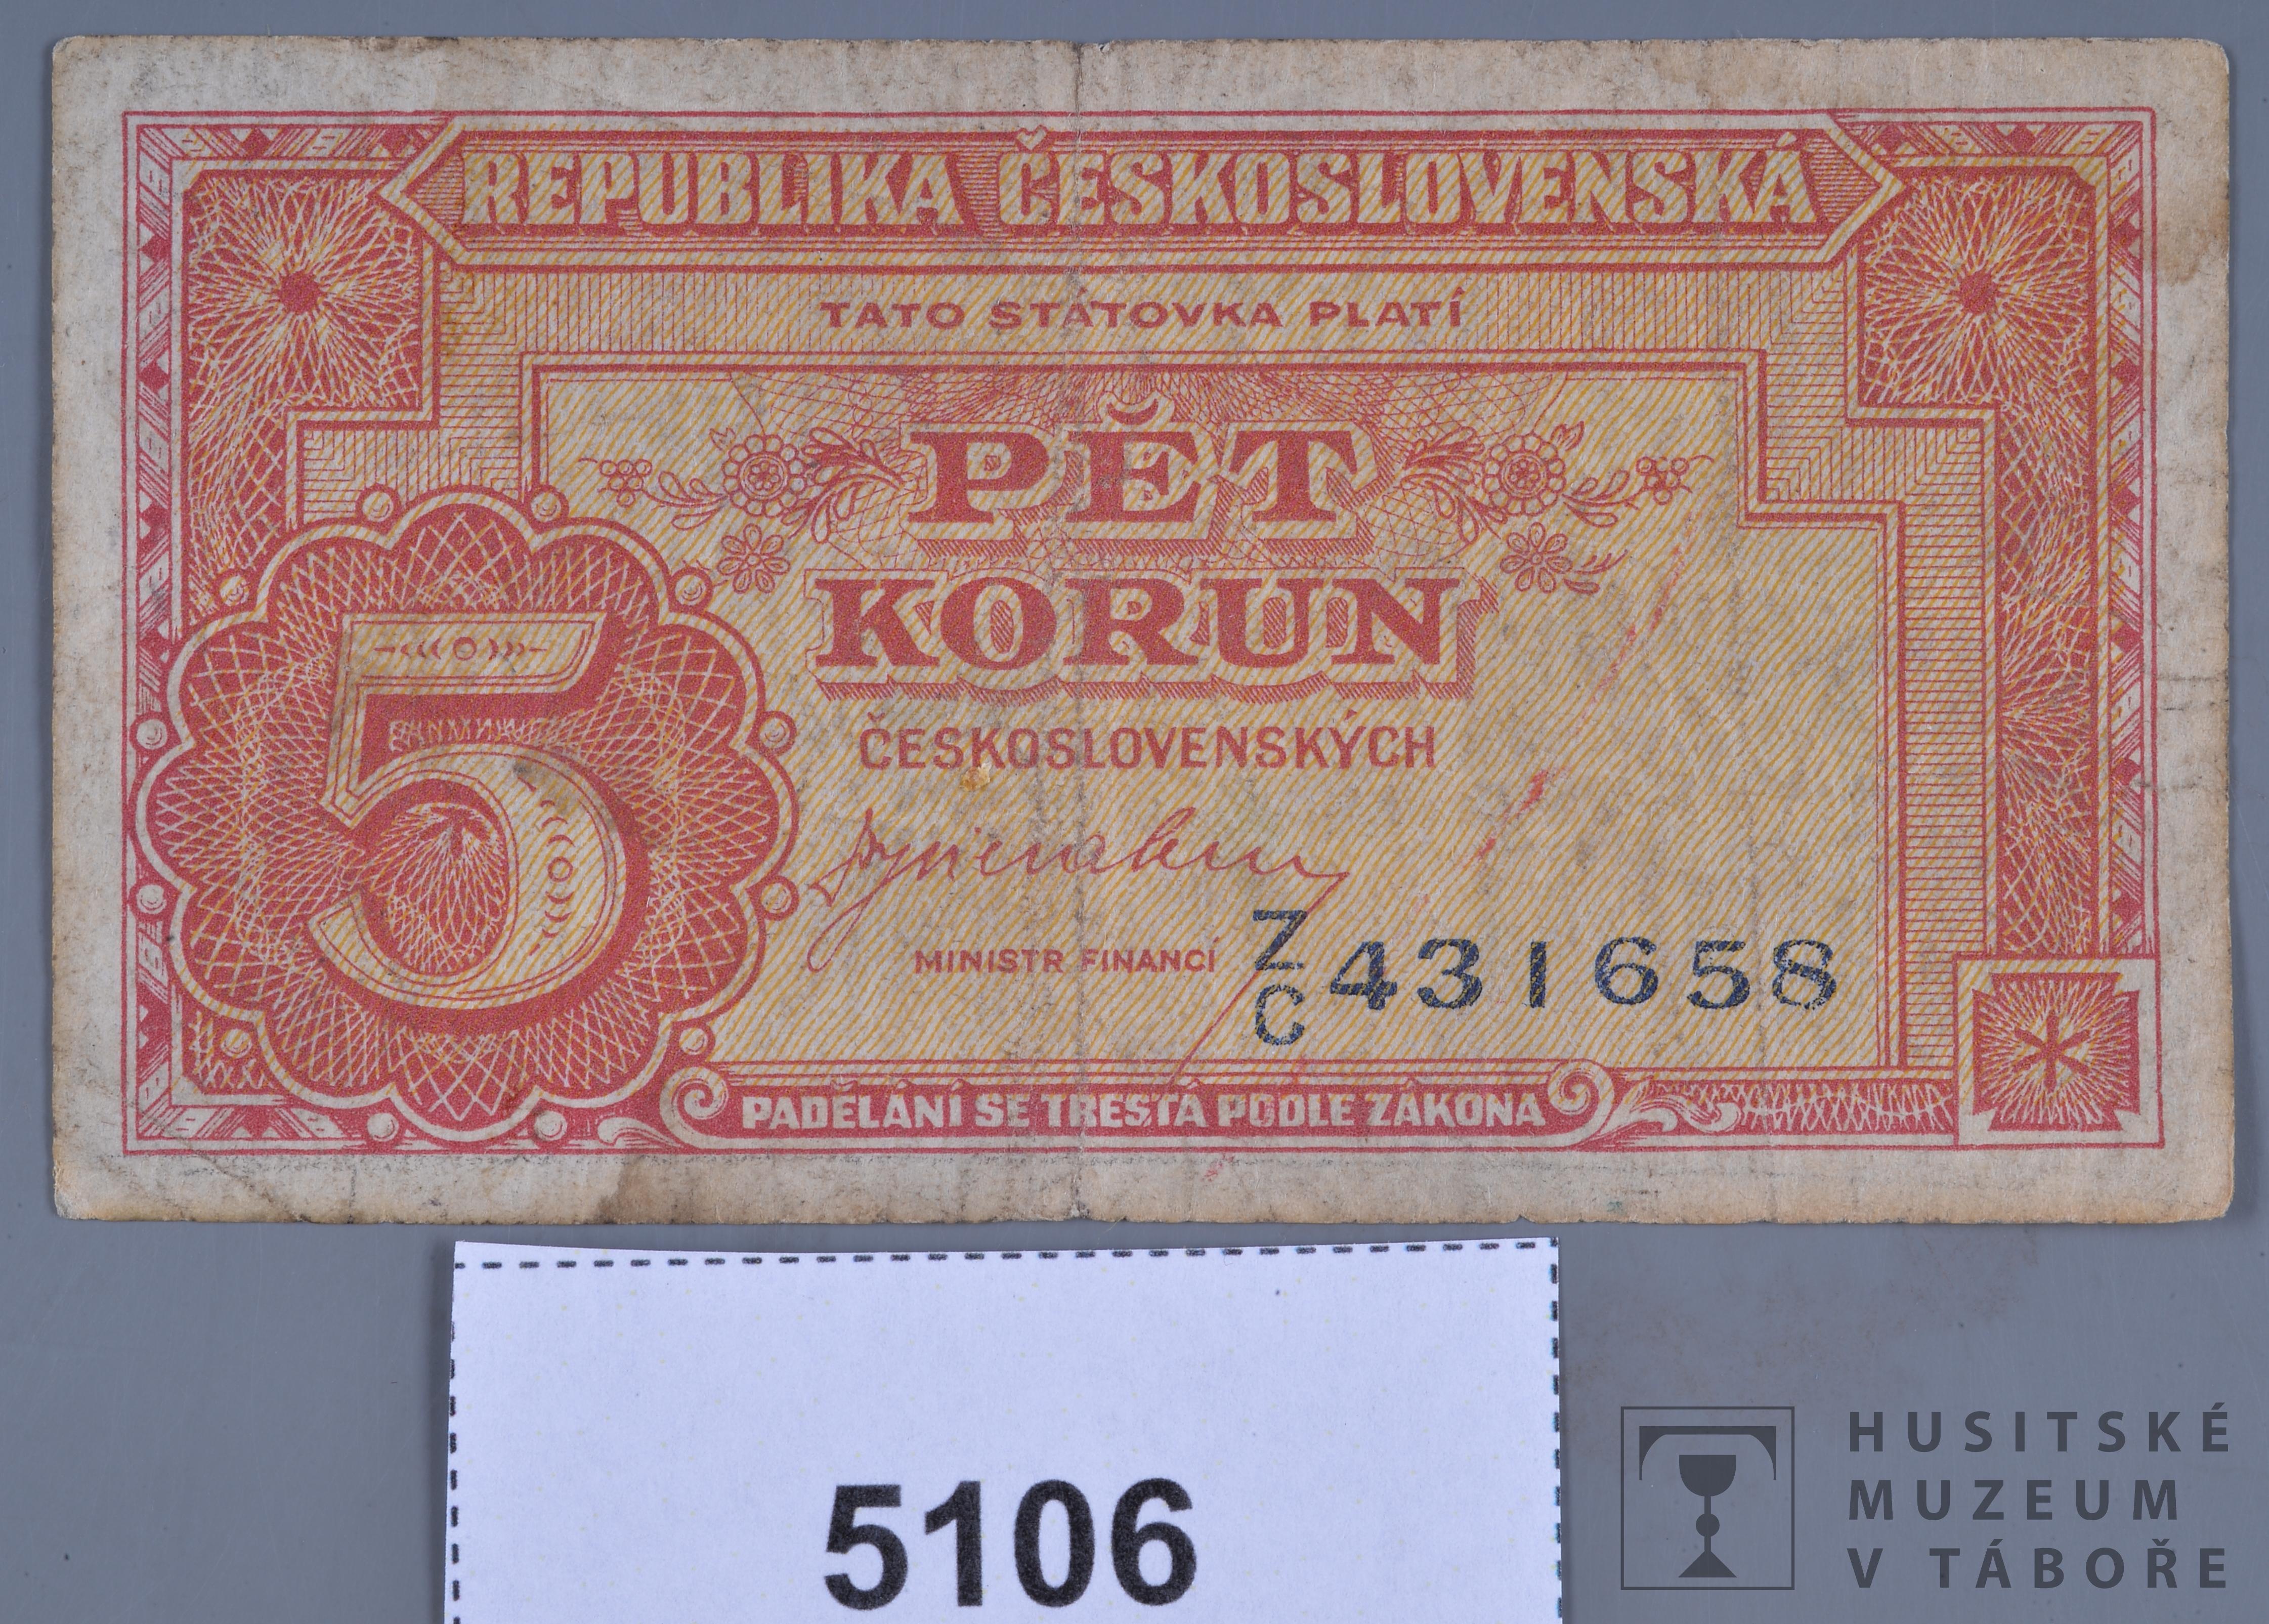 REPUBLIKA ČESKOSLOVENSKÁ
TATO STÁTOVKA PLATÍ
PĚT
KORUN
ČESKOSLOVENSKÝCH
5
MINISTR FINANCÍ
Z
C 431658
PADĚLÁNÍ SE TRESTÁ PODLE ZÁKONA
5106
HUSITSKÉ
MUZEUM
V TÁBOŘE